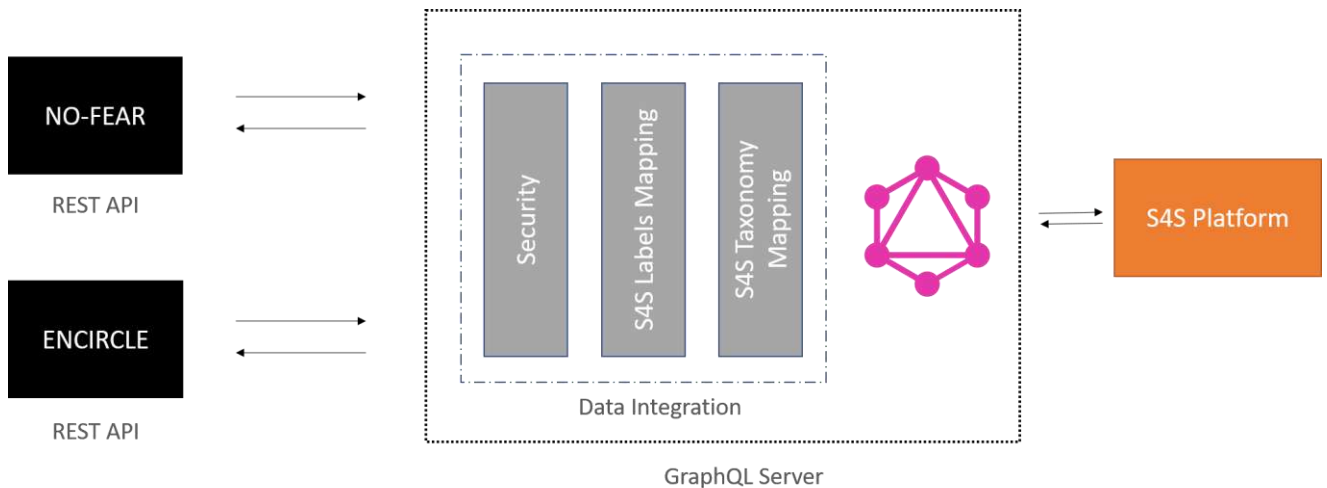 NO-FEAR
REST API
ENCIRCLE
REST API
Security
S4S Labels Mapping
S4S Taxonomy
Mapping
Data Integration
GraphQL Server
S4S Platform